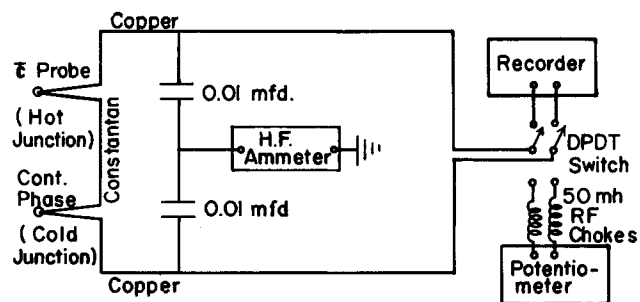 Copper
c̄ Probe
(Hot
Junction)
Constantan
Cont.
Phase
(Cold
Junction)
Copper
0.01 mfd.
H.F.
Ammeter
0.01 mfd
Recorder
DPDT
Switch
50 mh
RF
Chokes
Potentio-
meter